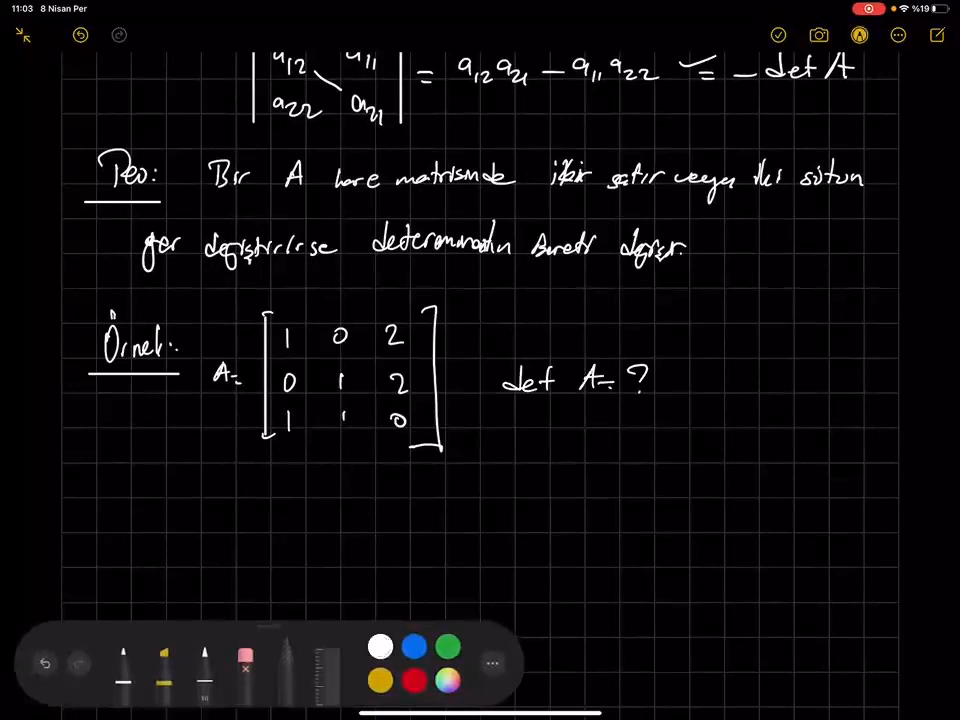 11:03 8 Nisan Per %19
a12 a11
a22 a21 = a12 a21 - a11 a22 = - det A
Teo: Bir A kare matrisinde iki satır veya iki sütun
yer değiştirirse determinantın işareti değişir.
Örnek:
A= 1 0 2
0 1 2
1 1 0
det A = ?